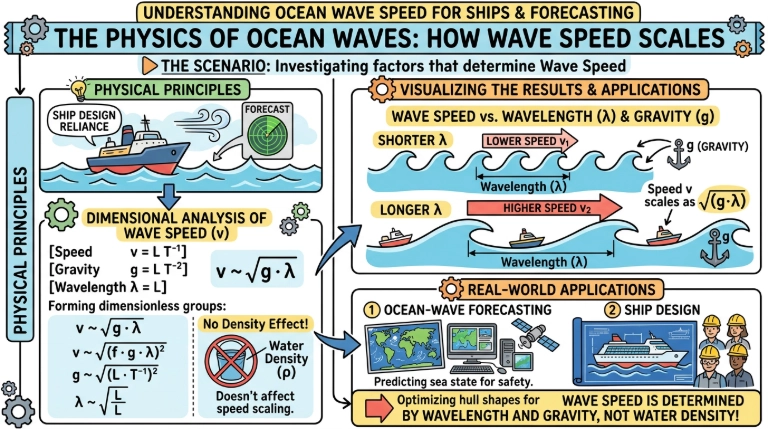 UNDERSTANDING OCEAN WAVE SPEED FOR SHIPS & FORECASTING
THE PHYSICS OF OCEAN WAVES: HOW WAVE SPEED SCALES
THE SCENARIO: Investigating factors that determine Wave Speed
PHYSICAL PRINCIPLES
PHYSICAL PRINCIPLES
SHIP DESIGN
RELIANCE
FORECAST
DIMENSIONAL ANALYSIS OF
WAVE SPEED (v)
[Speed v = L T⁻¹]
[Gravity g = L T⁻²]
[Wavelength λ = L]
v ~ √g · λ
Forming dimensionless groups:
v ~ √g · λ
v ~ √(f · g · λ)²
g ~ √(L · T⁻¹)²
λ ~ √L/L
No Density Effect!
Water
Density (ρ)
Doesn't affect
speed scaling.
VISUALIZING THE RESULTS & APPLICATIONS
WAVE SPEED vs. WAVELENGTH (λ) & GRAVITY (g)
SHORTER λ
LOWER SPEED v₁
g (GRAVITY)
Wavelength (λ)
LONGER λ
HIGHER SPEED v₂
Speed v
scales as √(g·λ)
g
Wavelength (λ)
REAL-WORLD APPLICATIONS
1 OCEAN-WAVE FORECASTING
Predicting sea state for safety.
2 SHIP DESIGN
Optimizing hull shapes for
WAVE SPEED IS DETERMINED
BY WAVELENGTH AND GRAVITY, NOT WATER DENSITY!